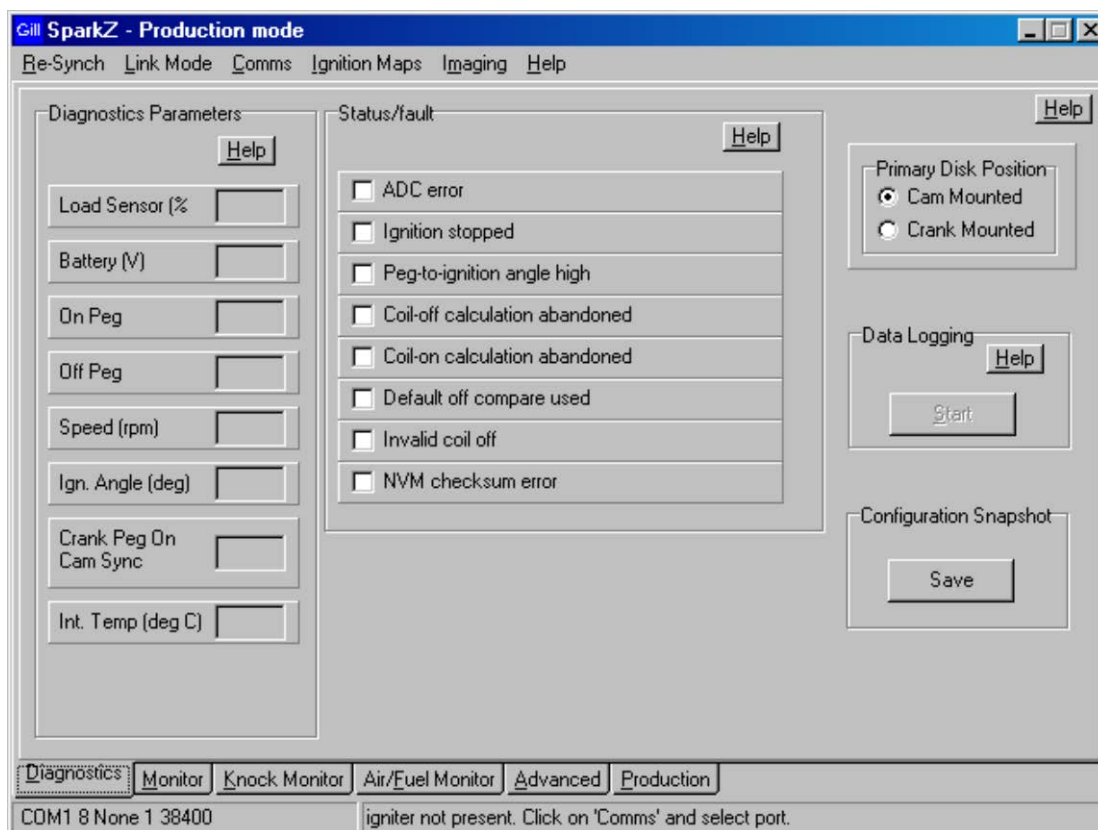 Gill SparkZ - Production mode
Re-Synch Link Mode Comms Ignition Maps Imaging Help
Diagnostics Parameters
Help
Load Sensor (%
Battery (V)
On Peg
Off Peg
Speed (rpm)
Ign. Angle (deg)
Crank Peg On
Cam Sync
Int. Temp (deg C)
Status/fault
Help
ADC error
Ignition stopped
Peg-to-ignition angle high
Coil-off calculation abandoned
Coil-on calculation abandoned
Default off compare used
Invalid coil off
NVM checksum error
Help
Primary Disk Position
Cam Mounted
Crank Mounted
Data Logging
Help
Start
Configuration Snapshot
Save
Diagnostics Monitor Knock Monitor Air/Fuel Monitor Advanced Production
COM1 8 None 1 38400 igniter not present. Click on 'Comms' and select port.